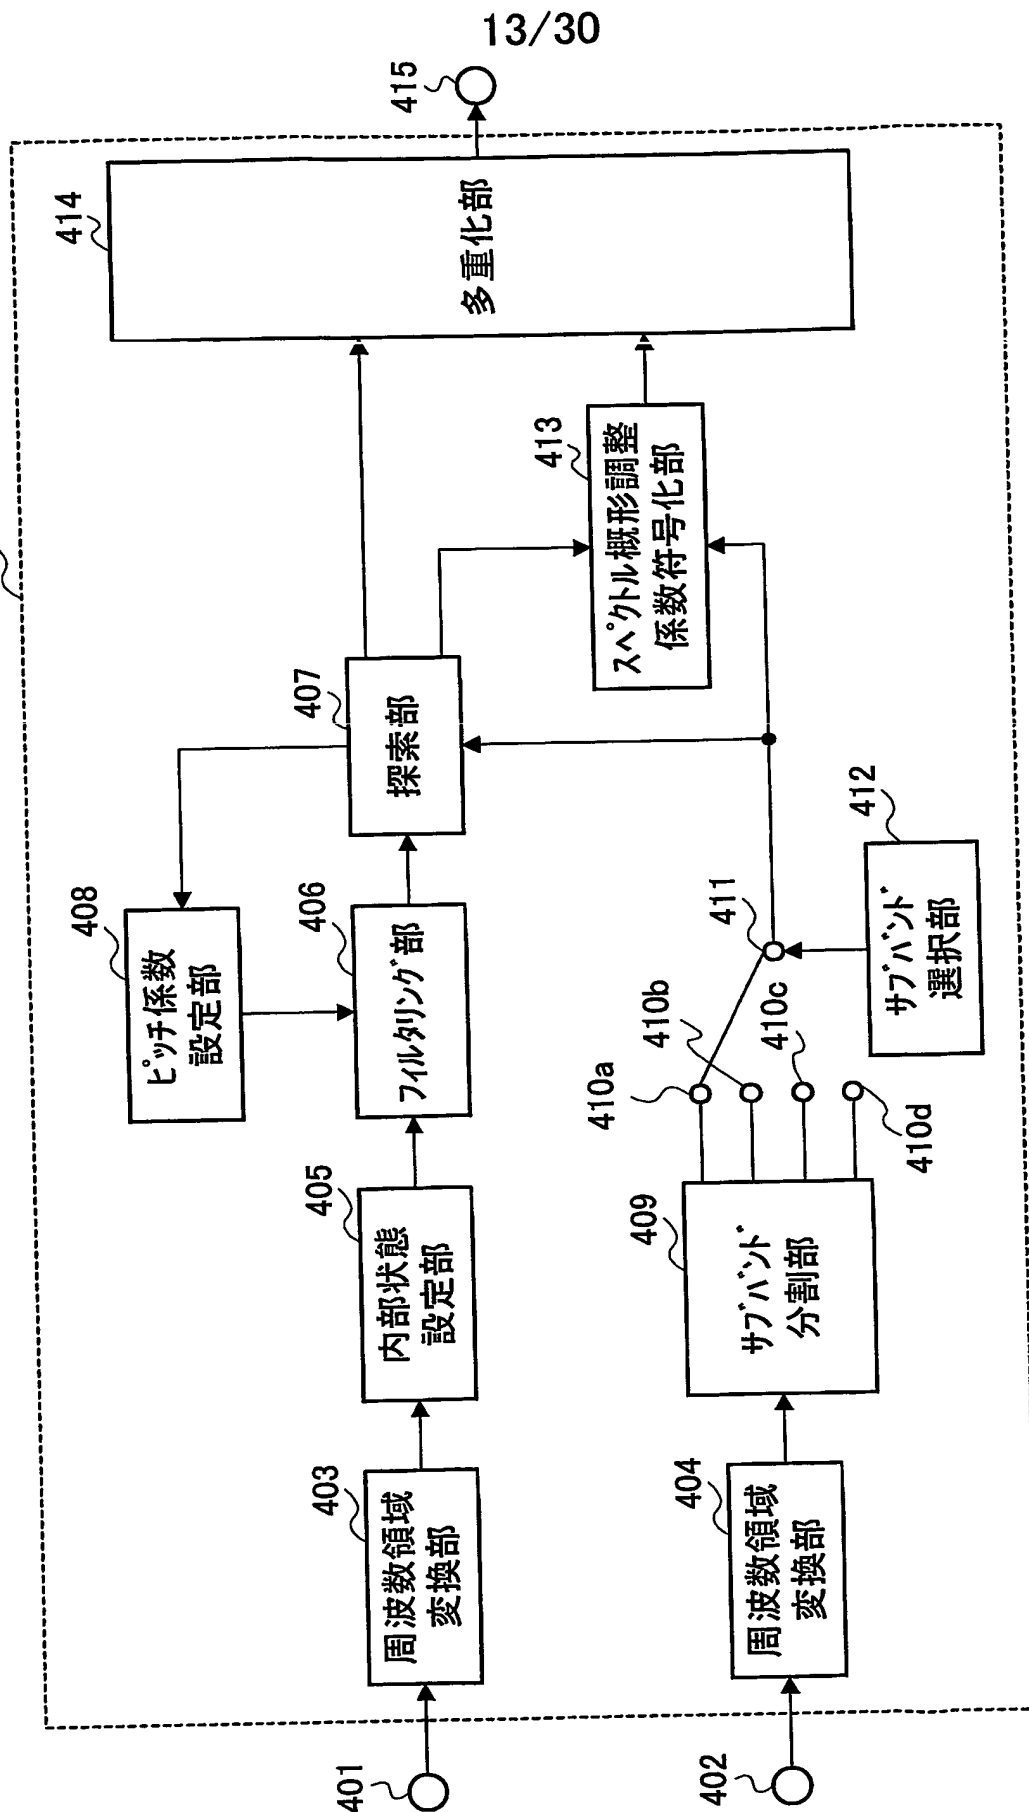 13/30
415
414
多重化部
413
スペクトル概形調整
係数符号化部
407
探索部
408
ピッチ係数
設定部
406
フィルタリング部
412
サブバンド
選択部
411
410a
410b
410c
410d
405
内部状態
設定部
409
サブバンド
分割部
403
周波数領域
変換部
404
周波数領域
変換部
401
402